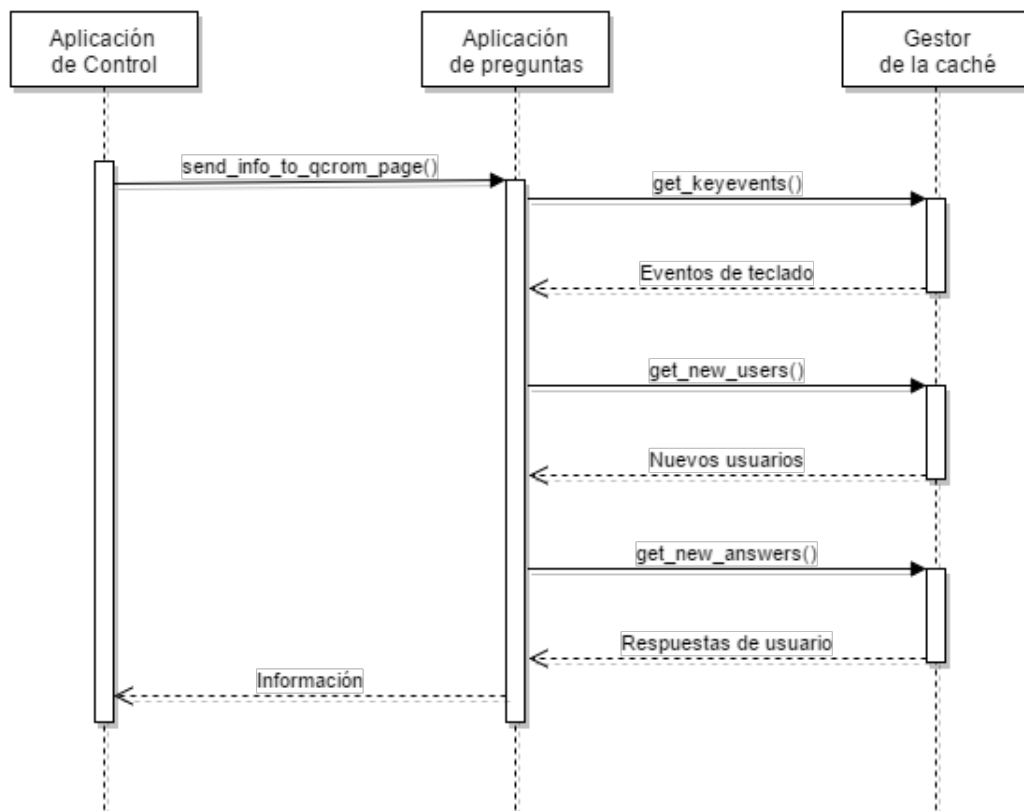 Aplicación
de Control
Aplicación
de preguntas
Gestor
de la caché
send_info_to_qcrom_page()
get_keyevents()
Eventos de teclado
get_new_users()
Nuevos usuarios
get_new_answers()
Respuestas de usuario
Información